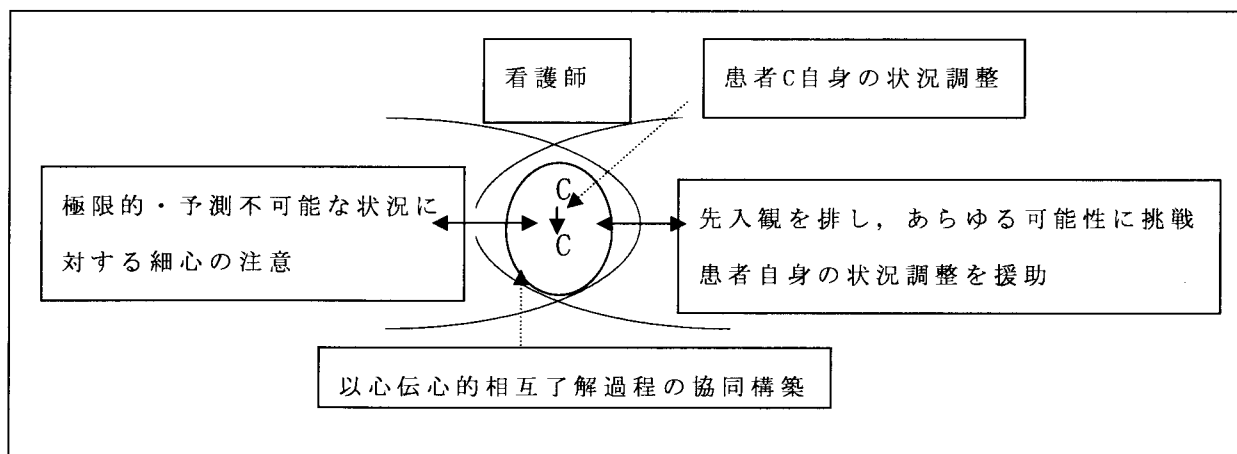 看護師
患者C自身の状況調整
極限的・予測不可能な状況に
対する細心の注意
C
C
先入観を排し，あらゆる可能性に挑戦
患者自身の状況調整を援助
以心伝心的相互了解過程の協同構築